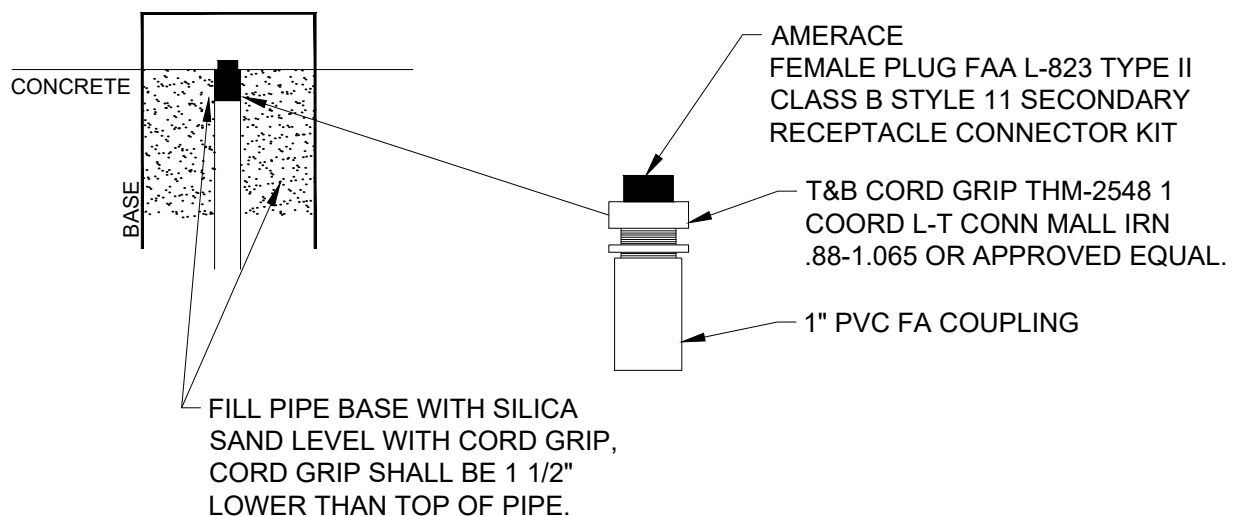 AMERACE
FEMALE PLUG FAA L-823 TYPE II
CLASS B STYLE 11 SECONDARY
RECEPTACLE CONNECTOR KIT
CONCRETE
BASE
T&B CORD GRIP THM-2548 1
COORD L-T CONN MALL IRN
.88-1.065 OR APPROVED EQUAL.
1" PVC FA COUPLING
FILL PIPE BASE WITH SILICA
SAND LEVEL WITH CORD GRIP,
CORD GRIP SHALL BE 1 1/2"
LOWER THAN TOP OF PIPE.